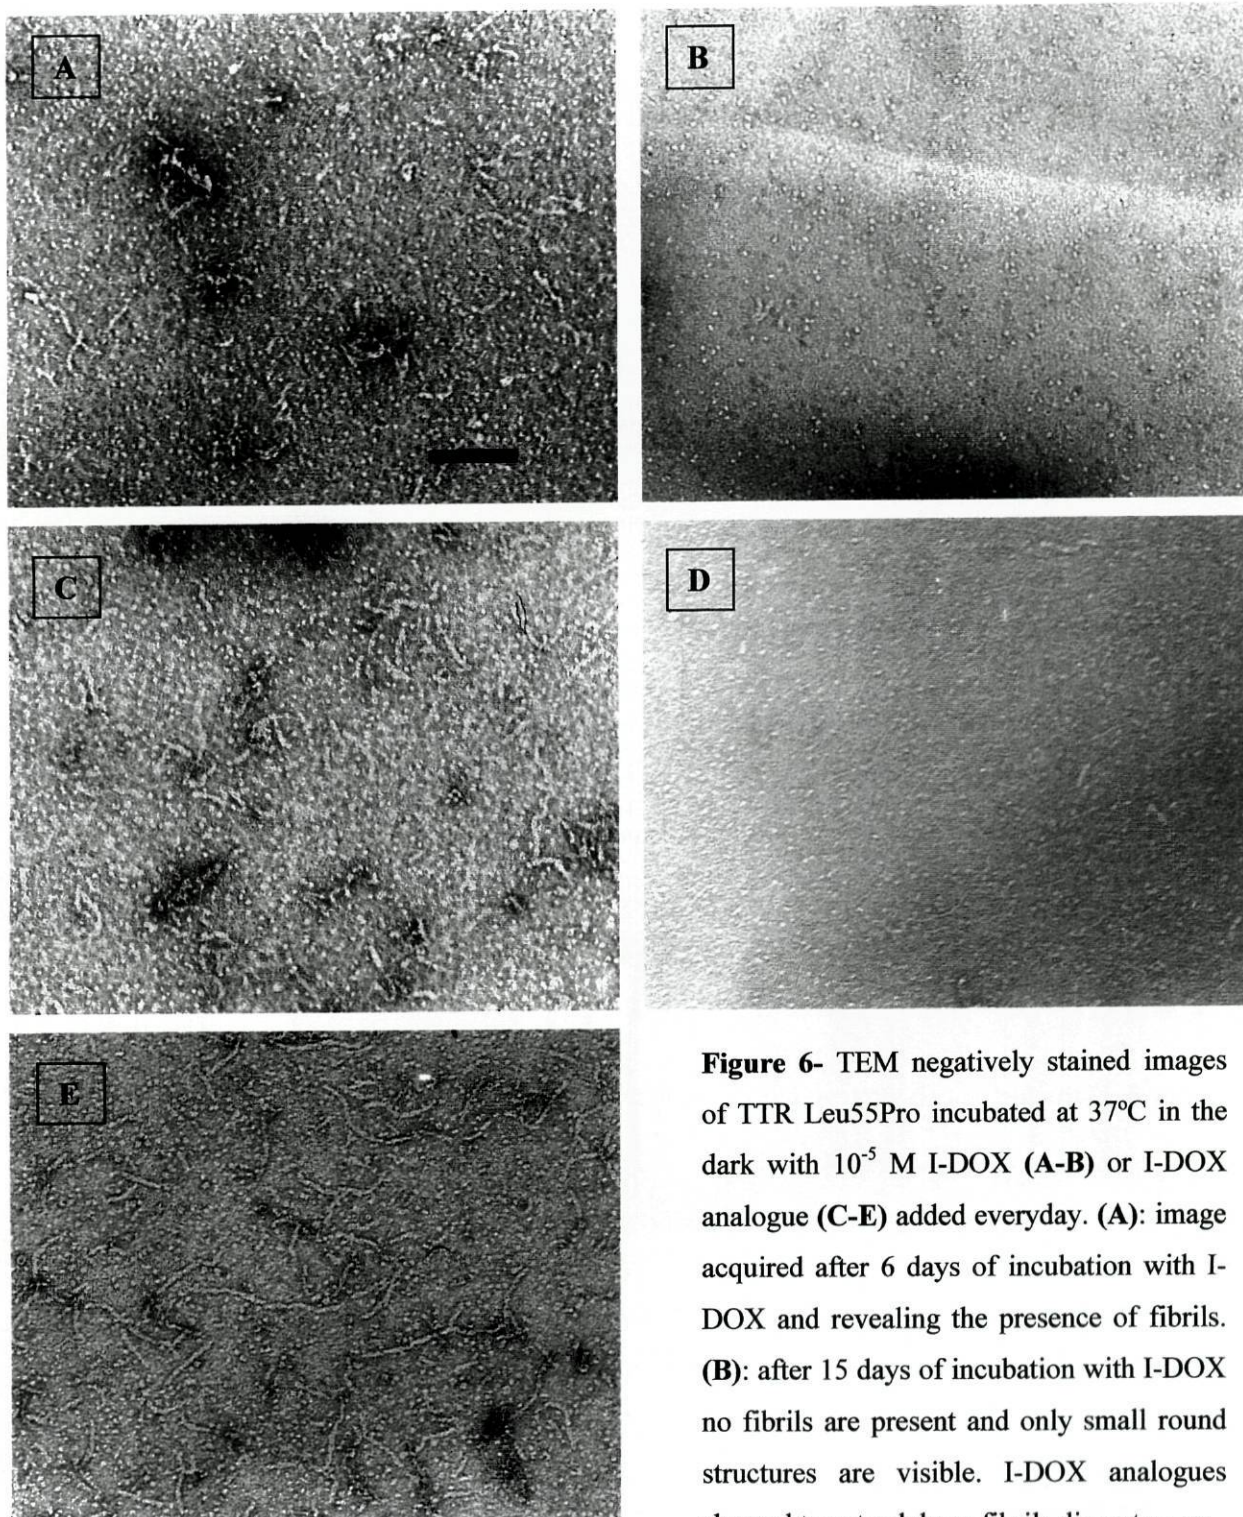 A
B
C
D
E
Figure 6- TEM negatively stained images
of TTR Leu55Pro incubated at 37ºC in the
dark with 10⁻⁵ M I-DOX (A-B) or I-DOX
analogue (C-E) added everyday. (A): image
acquired after 6 days of incubation with I-
DOX and revealing the presence of fibrils.
(B): after 15 days of incubation with I-DOX
no fibrils are present and only small round
structures are visible. I-DOX analogues